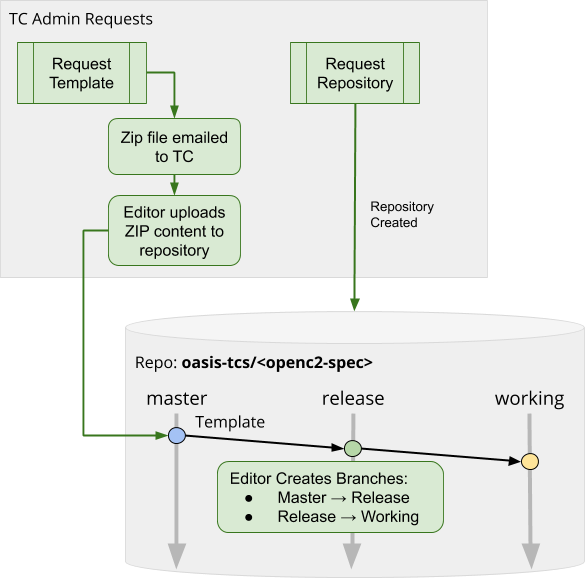 TC Admin Requests
Request
Template
Request
Repository
Zip file emailed
to TC
Editor uploads
ZIP content to
repository
Repository
Created
Repo: oasis-tcs/<openc2-spec>
master
release
working
Template
Editor Creates Branches:
● Master → Release
● Release → Working